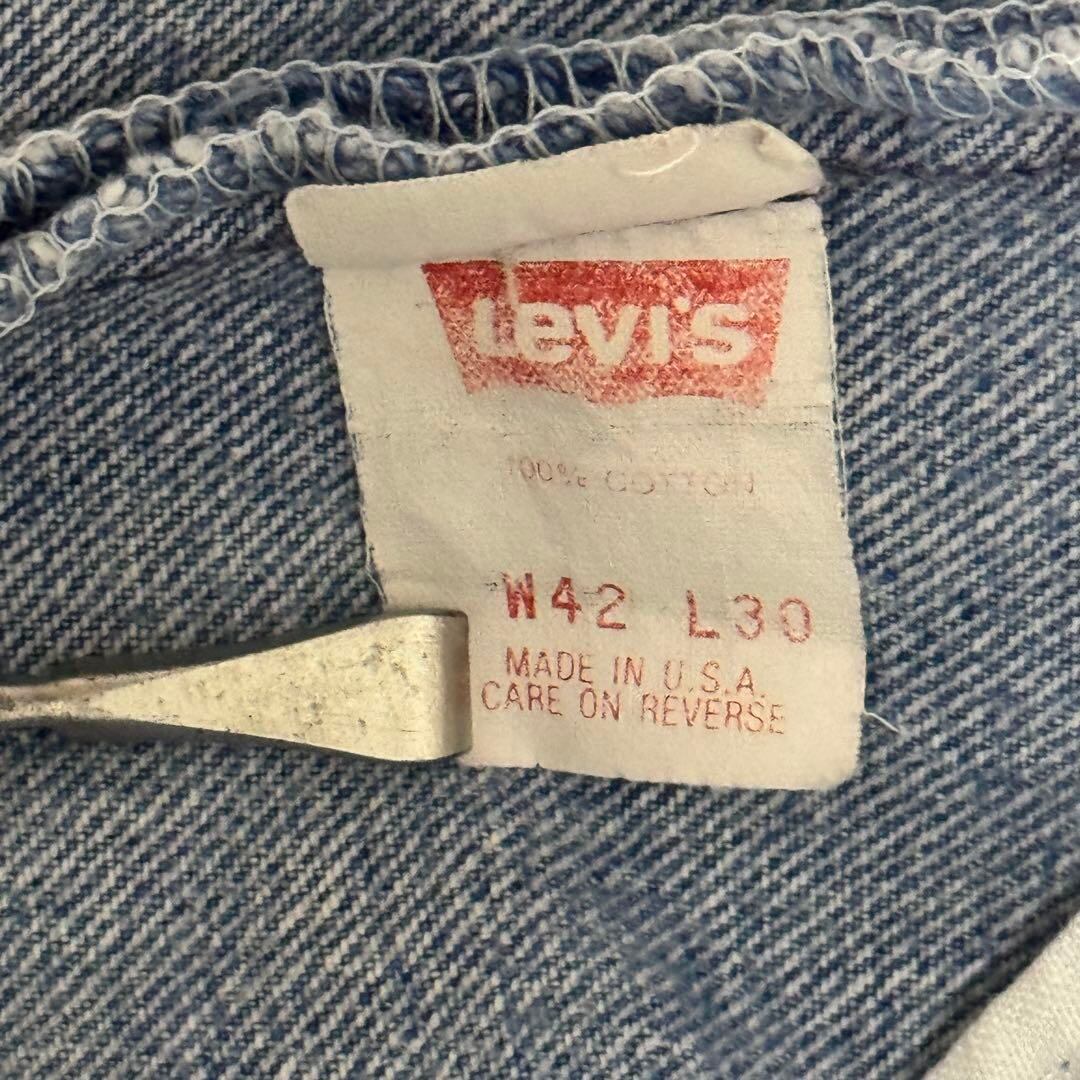 Levi's
100% COTTON
W42 L30
MADE IN U.S.A.
CARE ON REVERSE